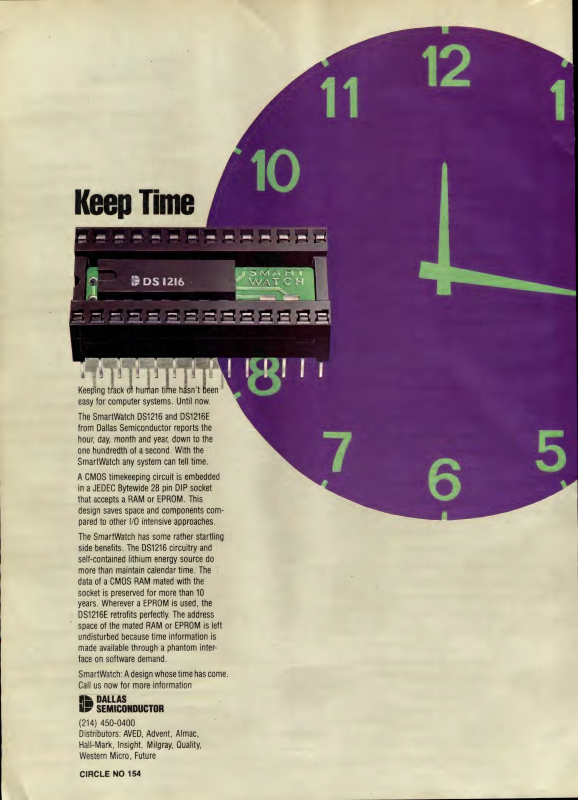 12
11
1
10
Keep Time
DS1216
SMART
WATCH
8
7
5
6
Keeping track of human time hasn't been
easy for computer systems. Until now.
The SmartWatch DS1216 and DS1216E
from Dallas Semiconductor reports the
hour, day, month and year, down to the
one hundredth of a second. With the
SmartWatch any system can tell time.
A CMOS timekeeping circuit is embedded
in a JEDEC Bytewide 28 pin DIP socket
that accepts a RAM or EPROM. This
design saves space and components com-
pared to other I/O intensive approaches.
The SmartWatch has some rather startling
side benefits. The DS1216 circuitry and
self-contained lithium energy source do
more than maintain calendar time. The
data of a CMOS RAM mated with the
socket is preserved for more than 10
years. Wherever a EPROM is used, the
DS1216E retrofits perfectly. The address
space of the mated RAM or EPROM is left
undisturbed because time information is
made available through a phantom inter-
face on software demand.
SmartWatch: A design whose time has come.
Call us now for more information
DALLAS
SEMICONDUCTOR
(214) 450-0400
Distributors: AVED, Advent, Almac,
Hall-Mark, Insight, Milgray, Quality,
Western Micro, Future
CIRCLE NO 154